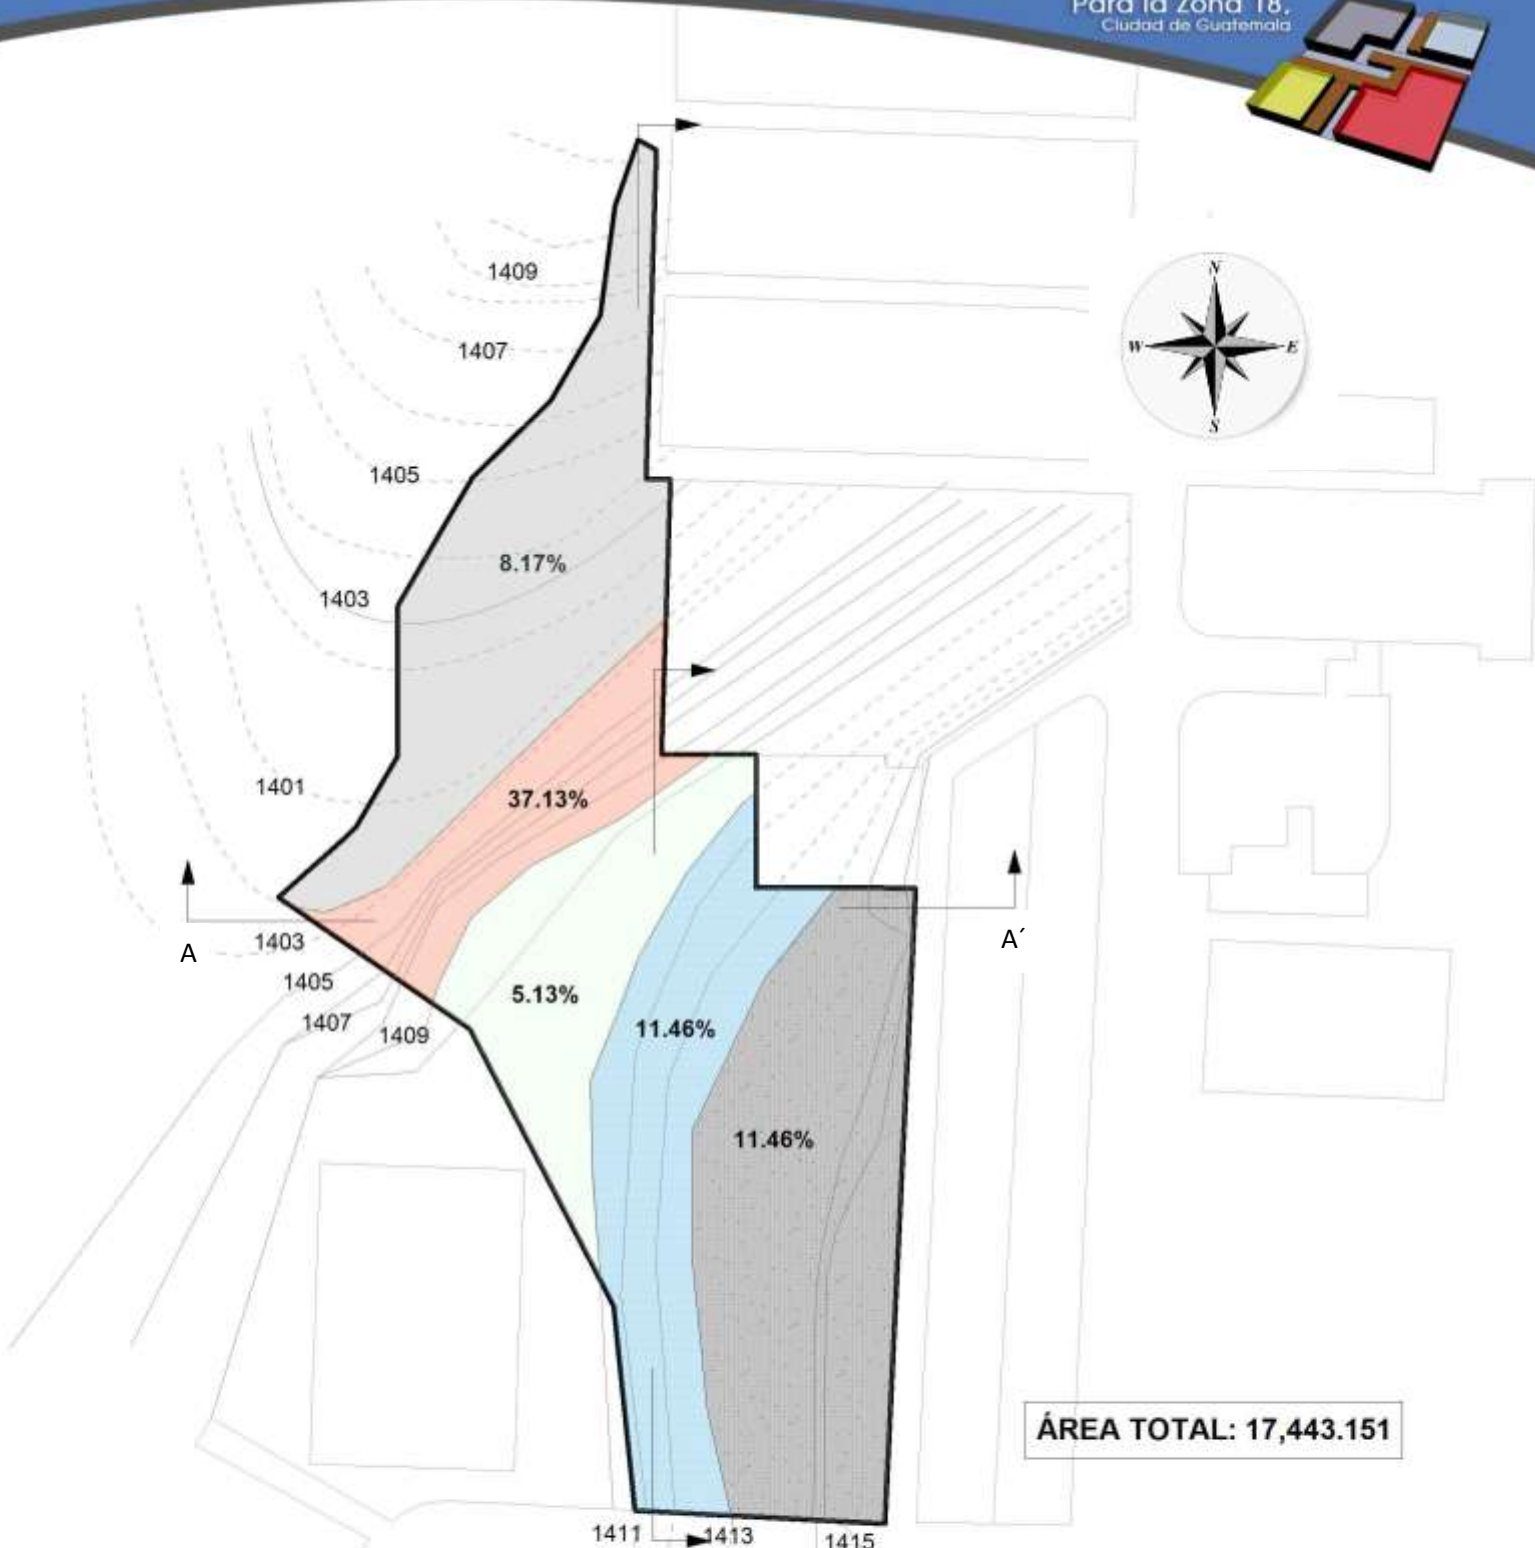 Para la zona 18,
Ciudad de Guatemala
N
W
E
S
1409
1407
1405
8.17%
1403
1401
37.13%
A
A´
1403
1405
5.13%
1407
1409
11.46%
11.46%
ÁREA TOTAL: 17,443.151
1411
1413
1415